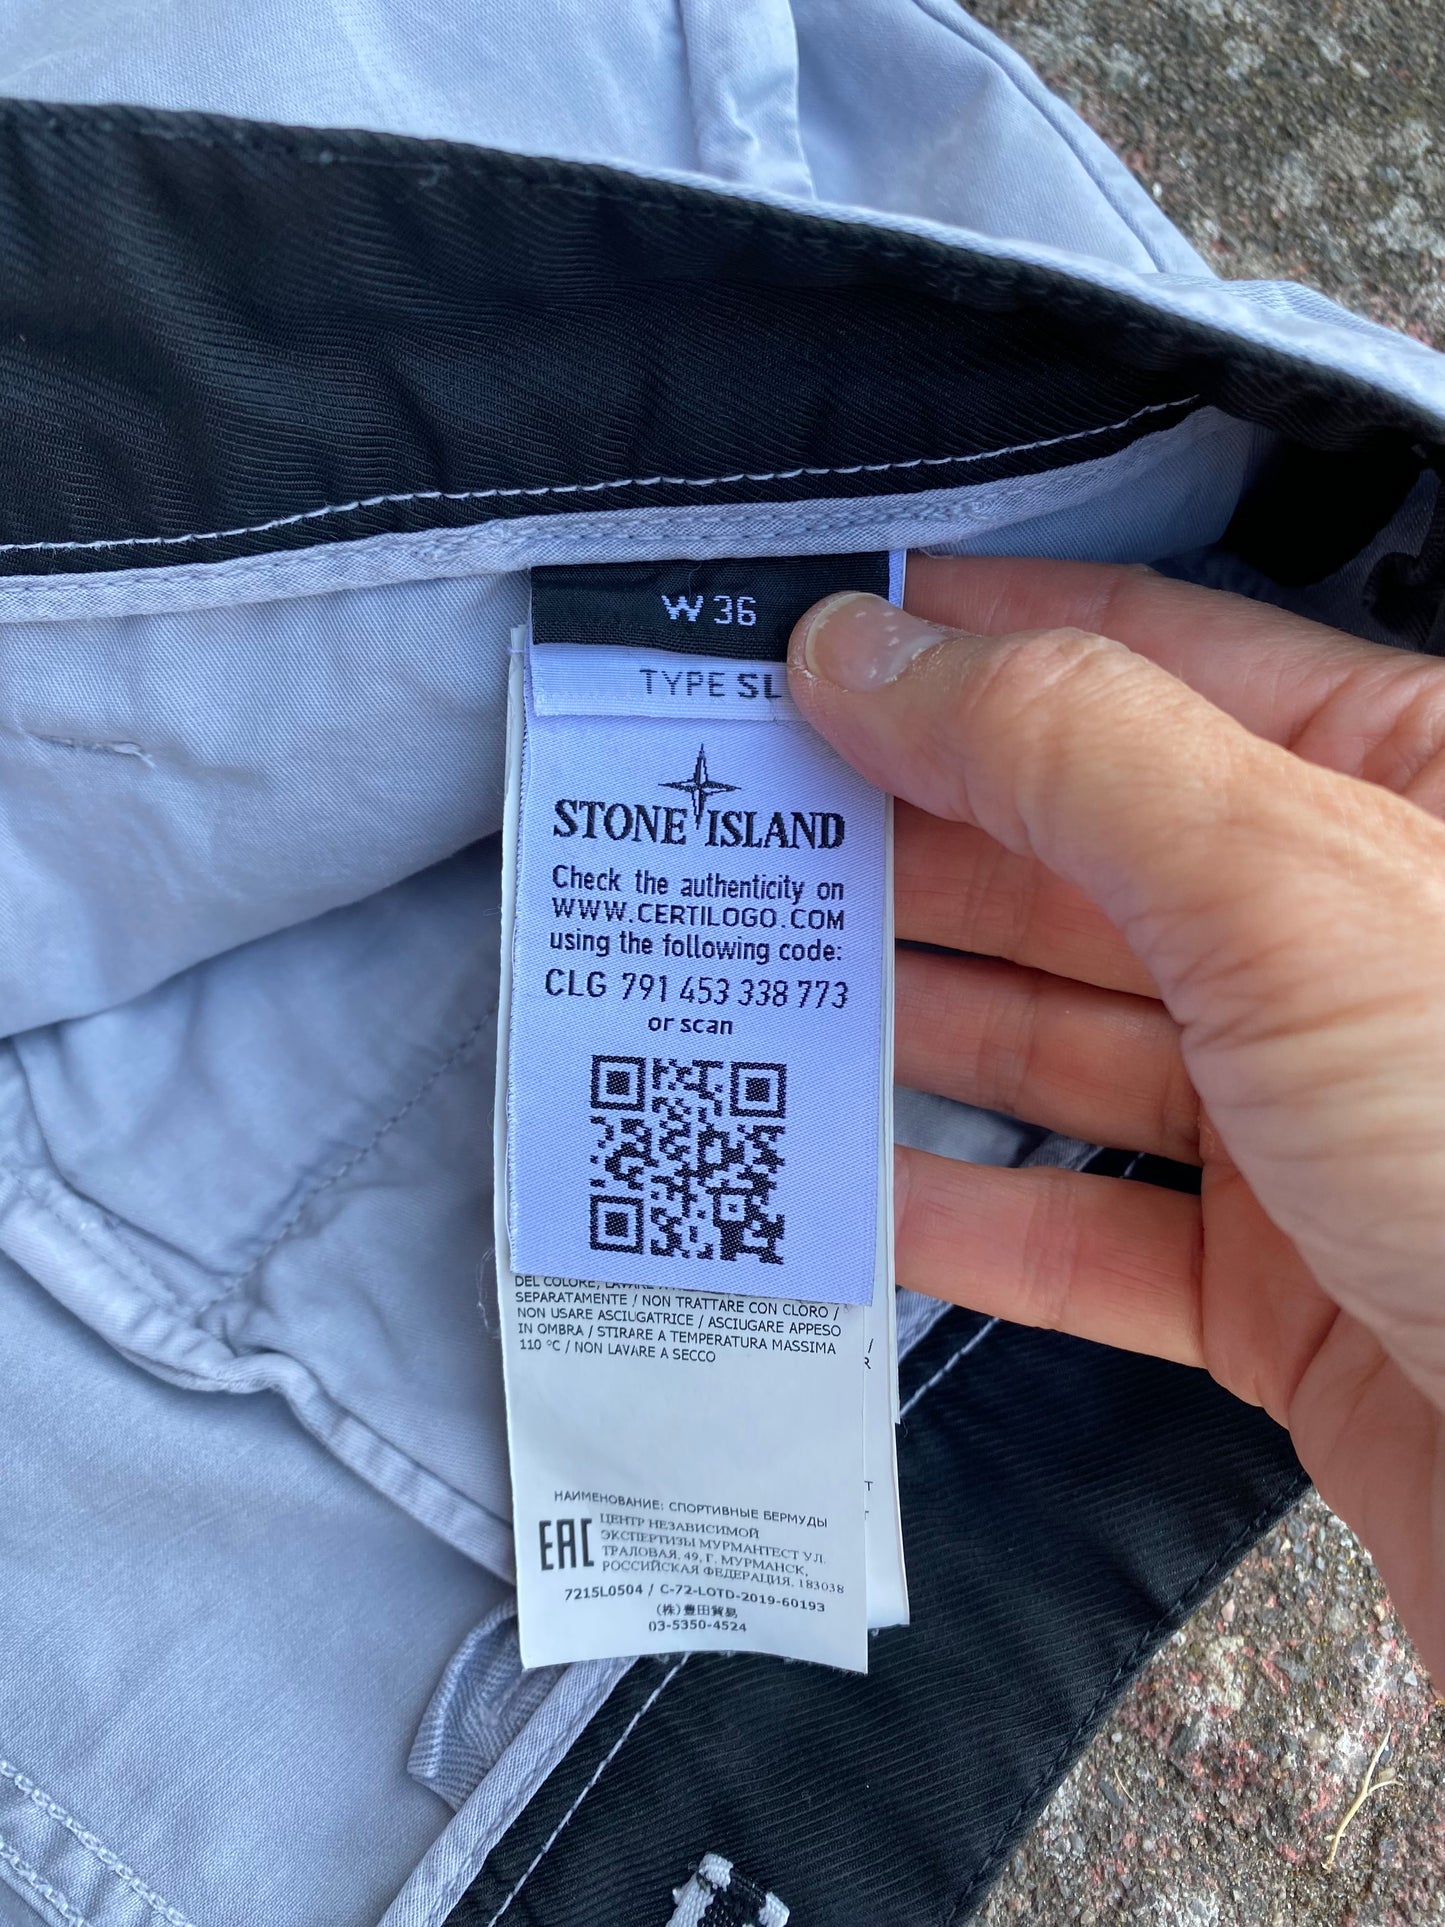 W 36
TYPE SL
STONE ISLAND
Check the authenticity on
WWW.CERTILOGO.COM
using the following code:
CLG 791 453 338 773
or scan
DEL COLORE, LAVARE A
SEPARATAMENTE / NON TRATTARE CON CLORO /
NON USARE ASCIUGATRICE / ASCIUGARE APPESO
IN OMBRA / STIRARE A TEMPERATURA MASSIMA
110 °C / NON LAVARE A SECCO
НАИМЕНОВАНИЕ: СПОРТИВНЫЕ БЕРМУДЫ
EAC
ЦЕНТР НЕЗАВИСИМОЙ
ЭКСПЕРТИЗЫ МУРМАНТЕСТ УЛ.
ТРАЛОВАЯ, 49, Г. МУРМАНСК,
РОССИЙСКАЯ ФЕДЕРАЦИЯ, 183038
7215L0504 / C-72-LOTD-2019-60193
(株)豊田貿易
03-5350-4524